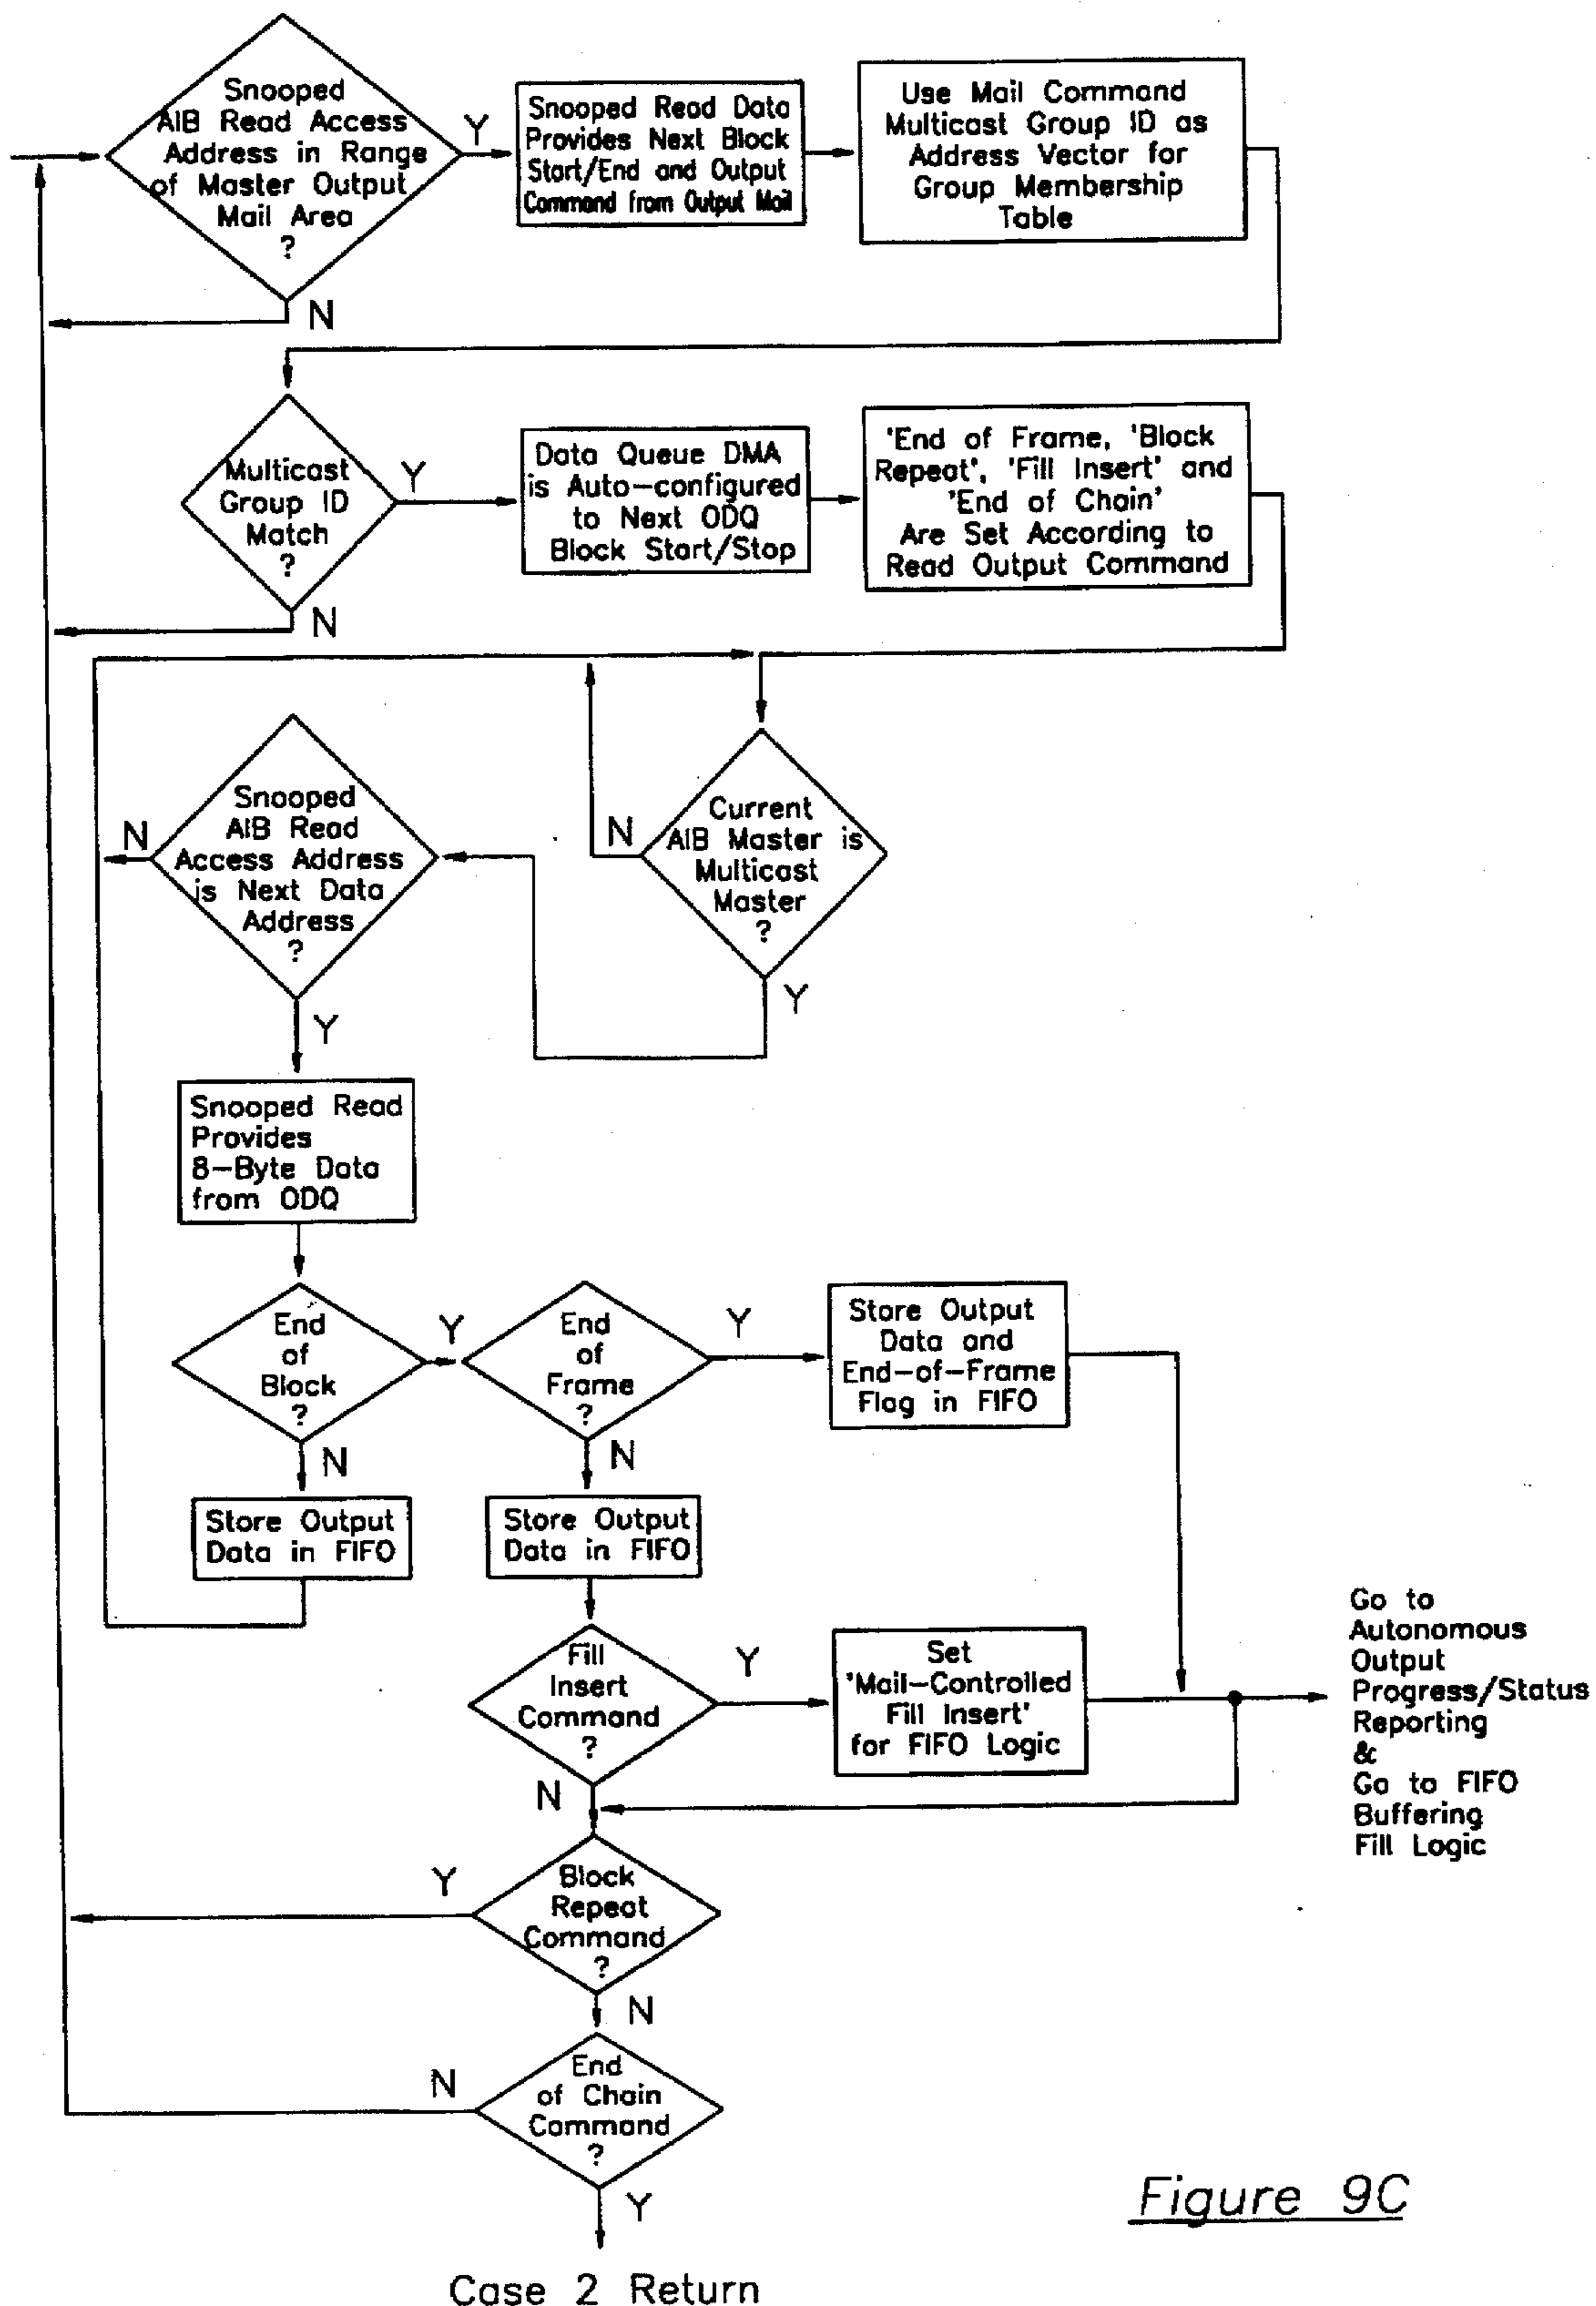 Snooped
AIB Read Access
Address in Range
of Master Output
Mail Area
?
Y
N
Snooped Read Data
Provides Next Block
Start/End and Output
Command from Output Mail
Use Mail Command
Multicast Group ID as
Address Vector for
Group Membership
Table
Multicast
Group ID
Match
?
Y
N
Data Queue DMA
is Auto-configured
to Next ODQ
Block Start/Stop
'End of Frame, 'Block
Repeat', 'Fill Insert' and
'End of Chain'
Are Set According to
Read Output Command
Current
AIB Master is
Multicast
Master
?
N
Y
Snooped
AIB Read
Access Address
is Next Data
Address
?
N
Y
Snooped Read
Provides
8-Byte Data
from ODQ
End
of
Block
?
Y
N
End
of
Frame
?
Y
N
Store Output
Data and
End-of-Frame
Flag in FIFO
Store Output
Data in FIFO
Store Output
Data in FIFO
Fill
Insert
Command
?
Y
N
Set
'Mail-Controlled
Fill Insert'
for FIFO Logic
Go to
Autonomous
Output
Progress/Status
Reporting
&
Go to FIFO
Buffering
Fill Logic
Block
Repeat
Command
?
Y
N
End
of Chain
Command
?
N
Y
Case 2 Return
Figure 9C